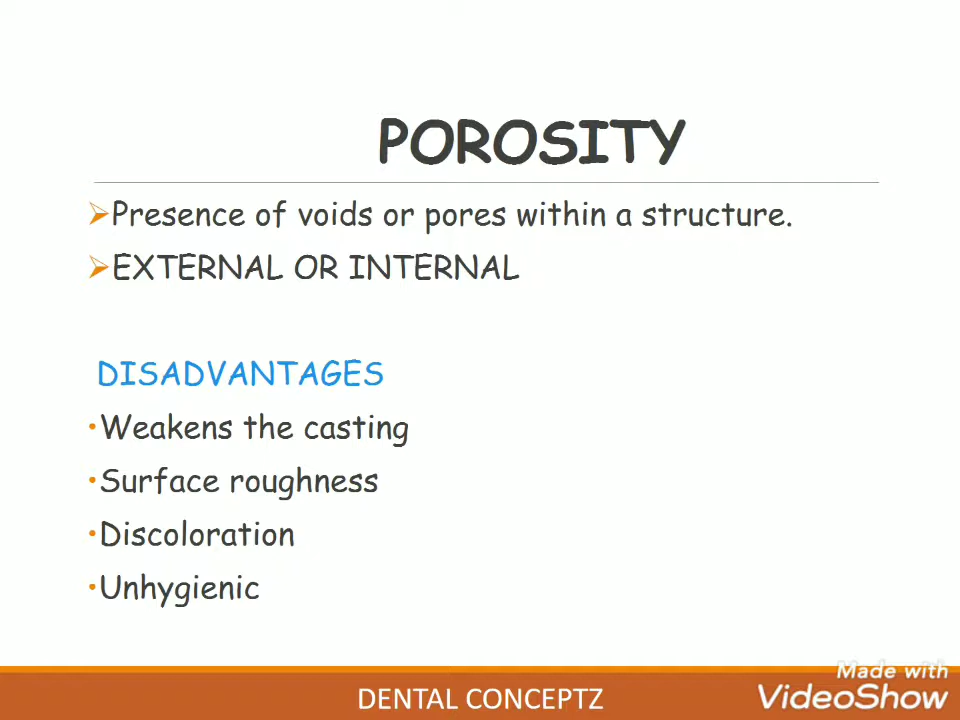 POROSITY
➢Presence of voids or pores within a structure.
➢EXTERNAL OR INTERNAL
DISADVANTAGES
•Weakens the casting
•Surface roughness
•Discoloration
•Unhygienic
DENTAL CONCEPTZ
Made with
VideoShow